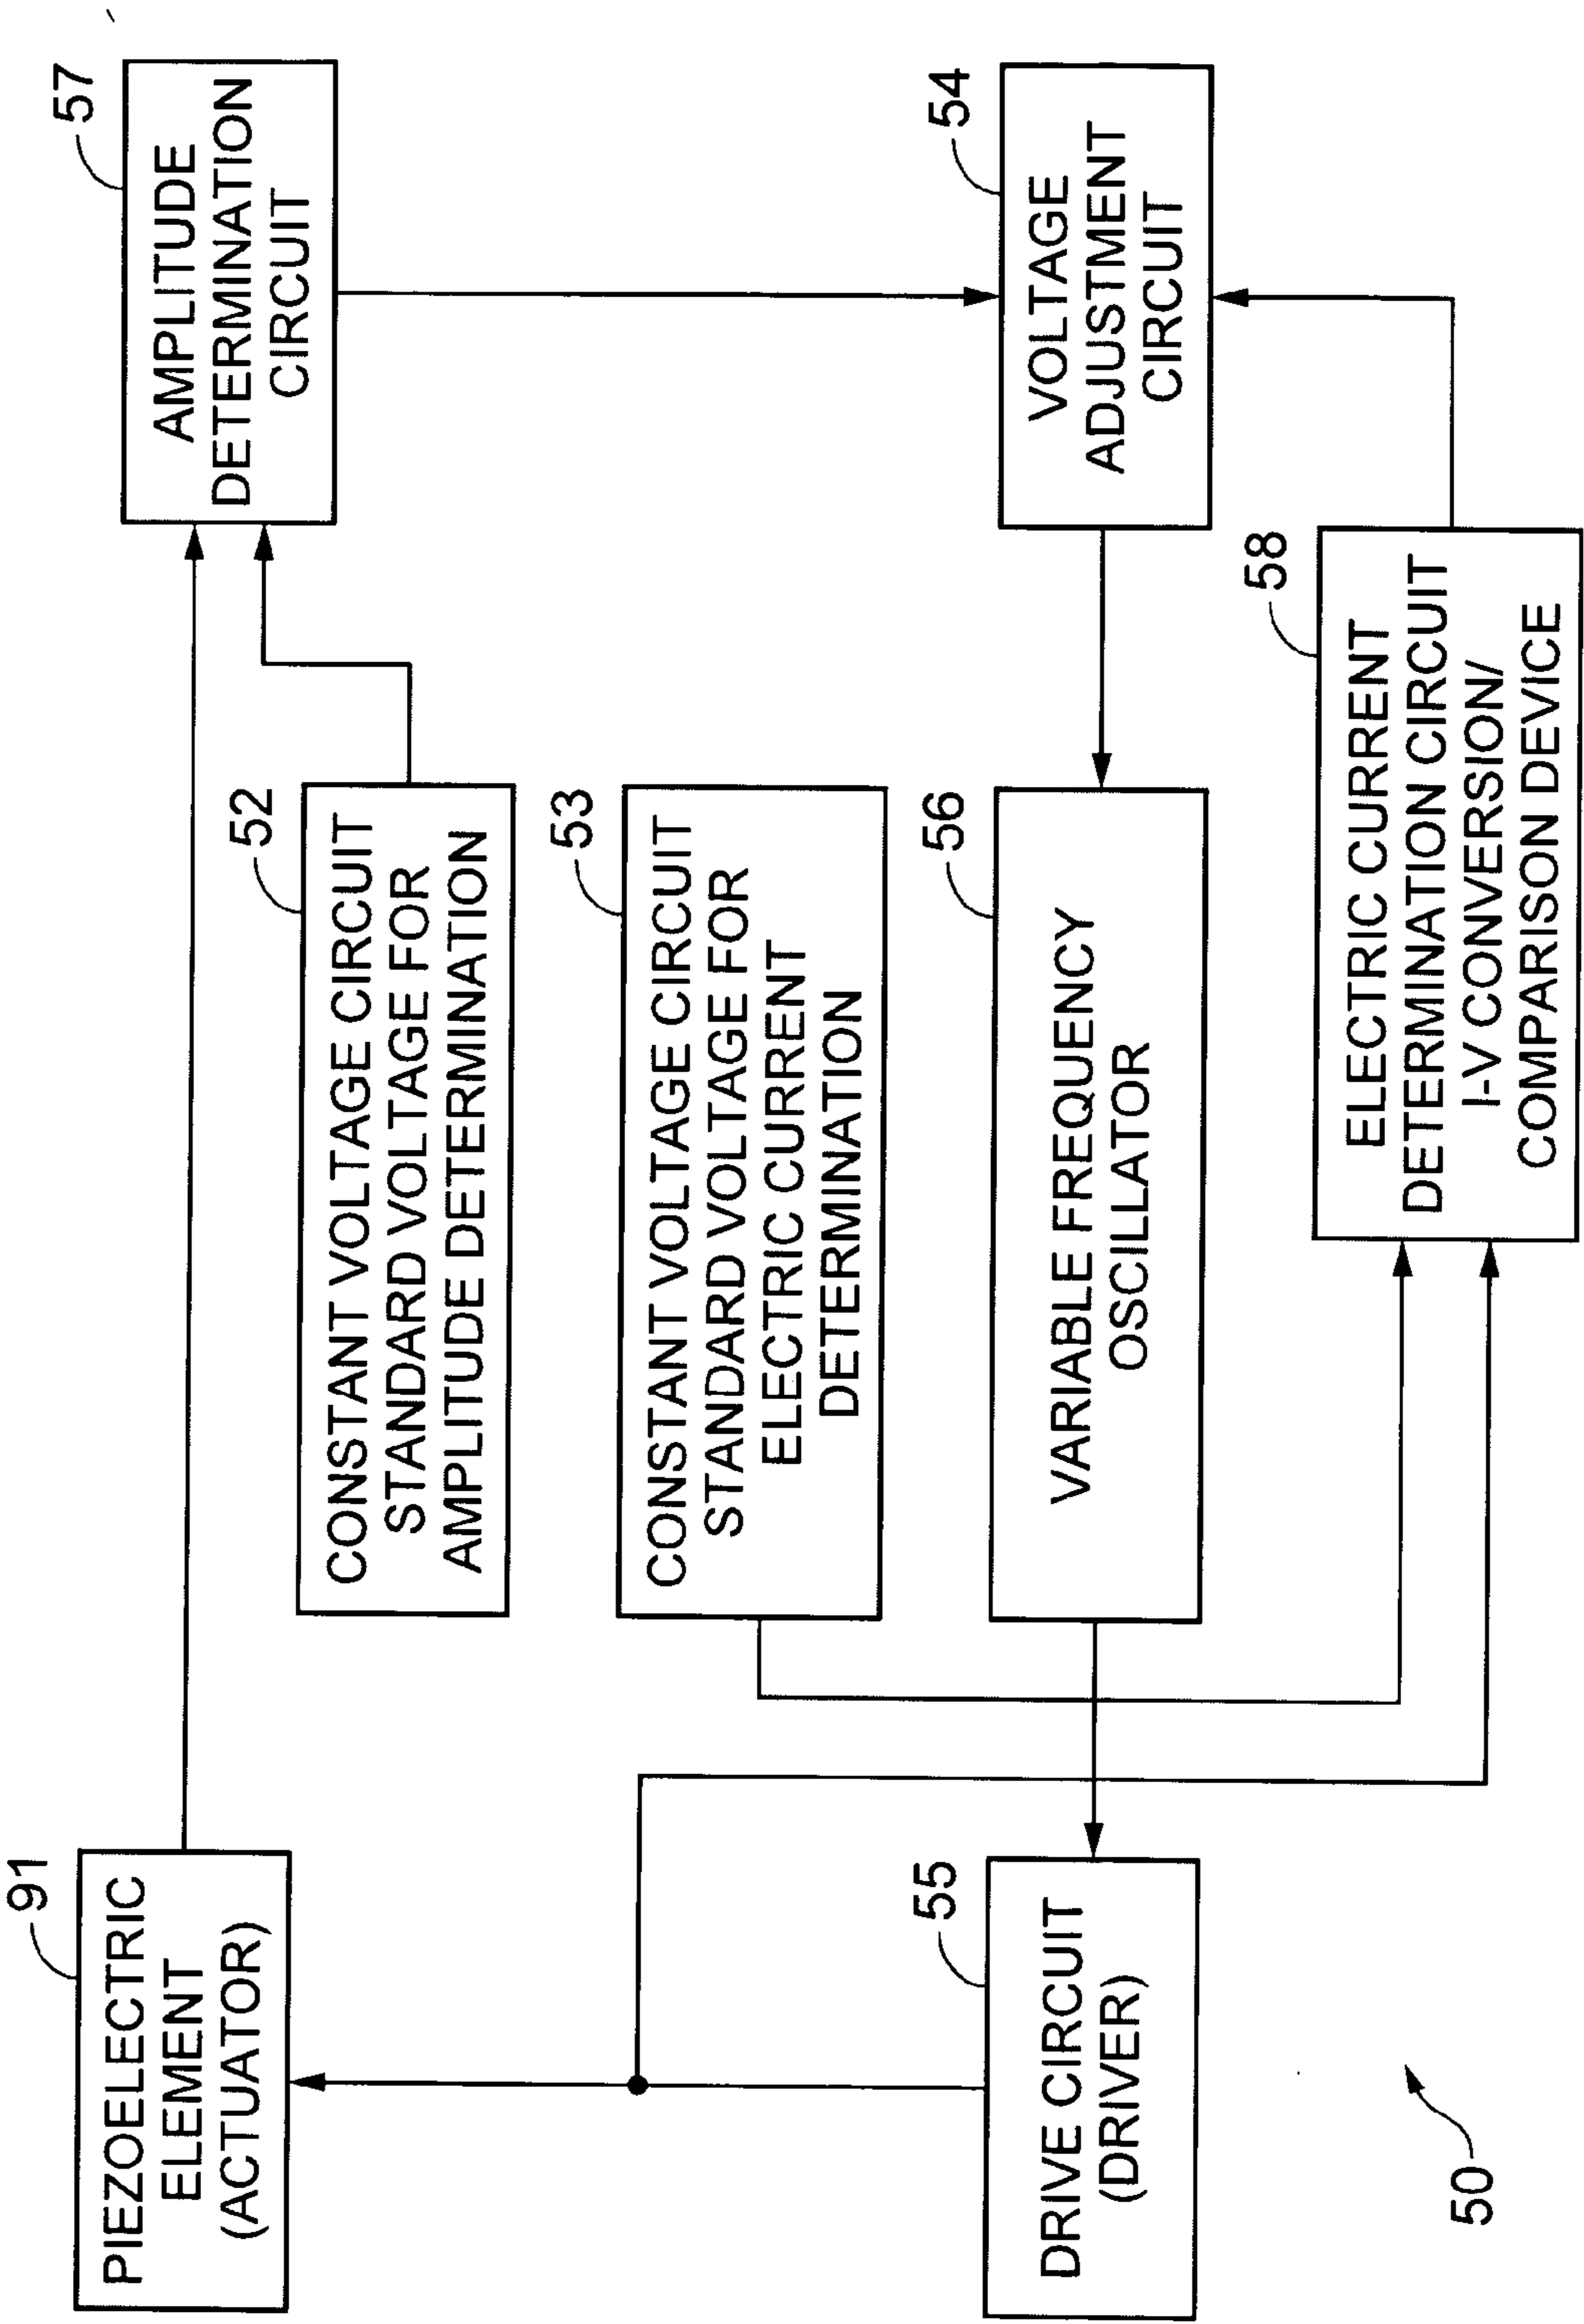 91
PIEZOELECTRIC
ELEMENT
(ACTUATOR)
57
AMPLITUDE
DETERMINATION
CIRCUIT
52
CONSTANT VOLTAGE CIRCUIT
STANDARD VOLTAGE FOR
AMPLITUDE DETERMINATION
53
CONSTANT VOLTAGE CIRCUIT
STANDARD VOLTAGE FOR
ELECTRIC CURRENT
DETERMINATION
55
DRIVE CIRCUIT
(DRIVER)
56
VARIABLE FREQUENCY
OSCILLATOR
54
VOLTAGE
ADJUSTMENT
CIRCUIT
58
ELECTRIC CURRENT
DETERMINATION CIRCUIT
I-V CONVERSION/
COMPARISON DEVICE
50